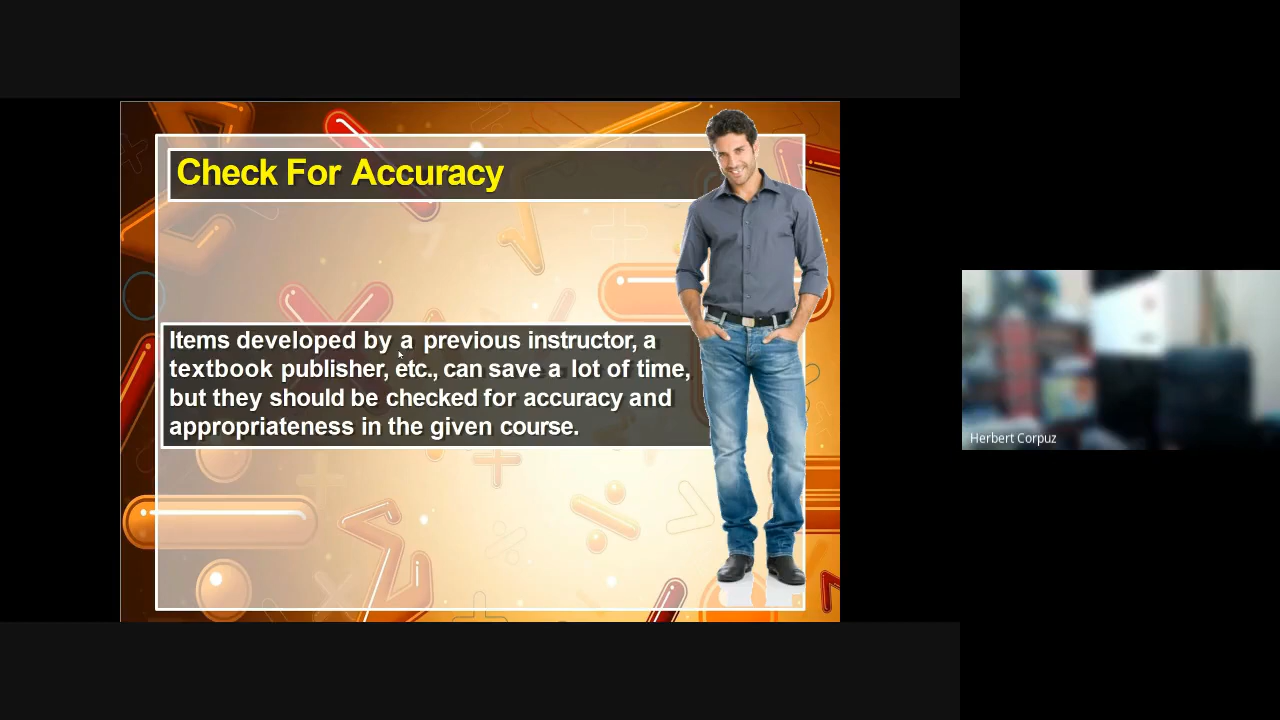 Check For Accuracy
Items developed by a previous instructor, a
textbook publisher, etc., can save a lot of time,
but they should be checked for accuracy and
appropriateness in the given course.
Herbert Corpuz